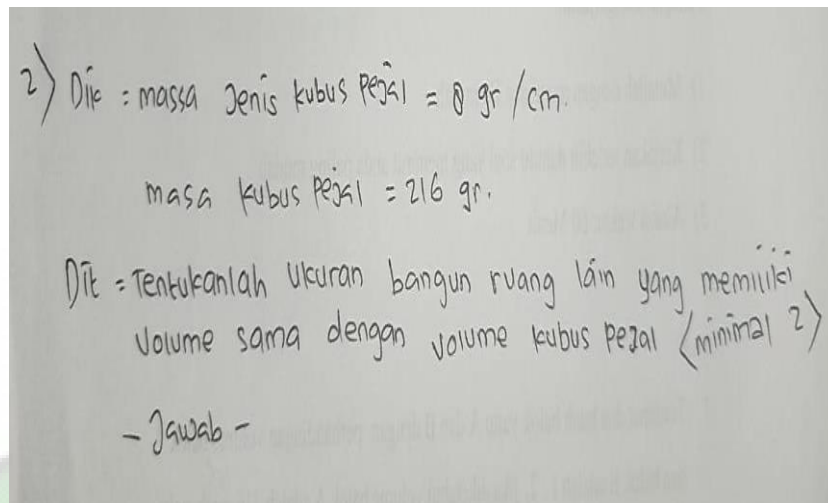 2) Dik : massa Jenis kubus pejal = 8 gr/cm.
masa kubus pejal = 216 gr.
Dit = Tentukanlah ukuran bangun ruang lain yang memiliki
Volume sama dengan volume kubus pejal (minimal 2)
- Jawab -